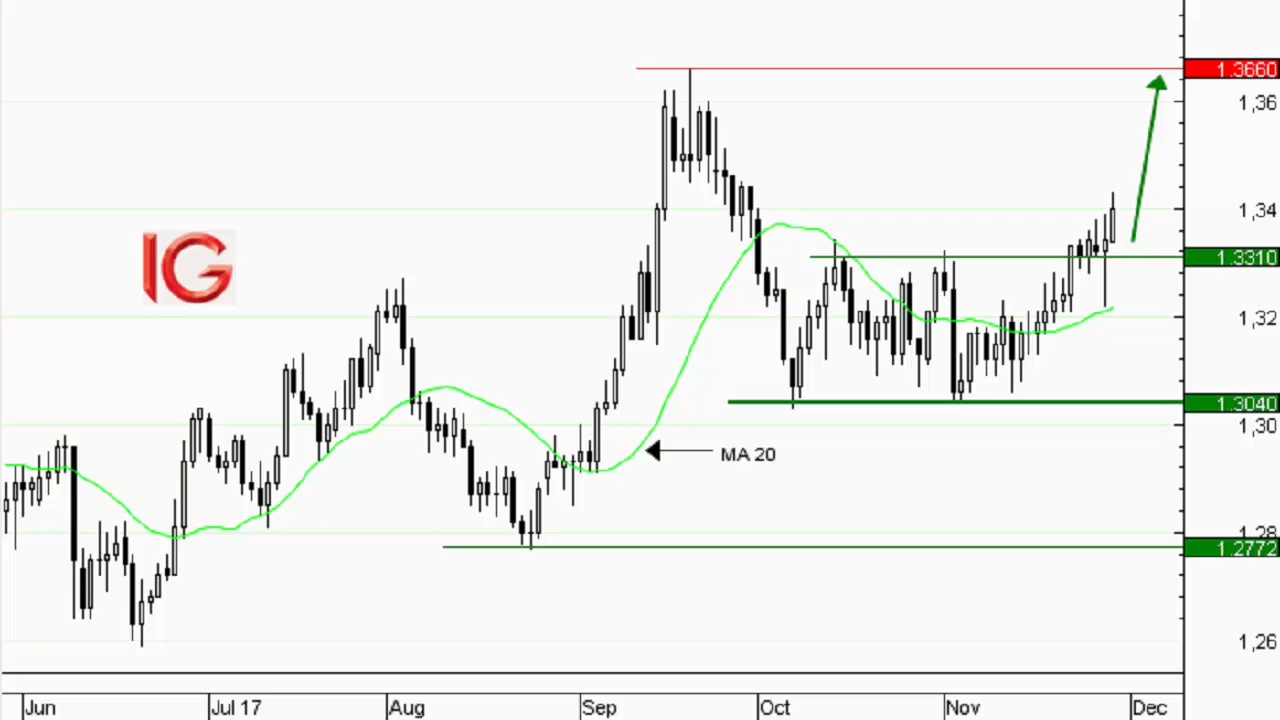 1.3660
1,36
1,34
IG
1.3310
1,32
1.3040
1,30
MA 20
1,28
1.2772
1,26
Jun
Jul 17
Aug
Sep
Oct
Nov
Dec